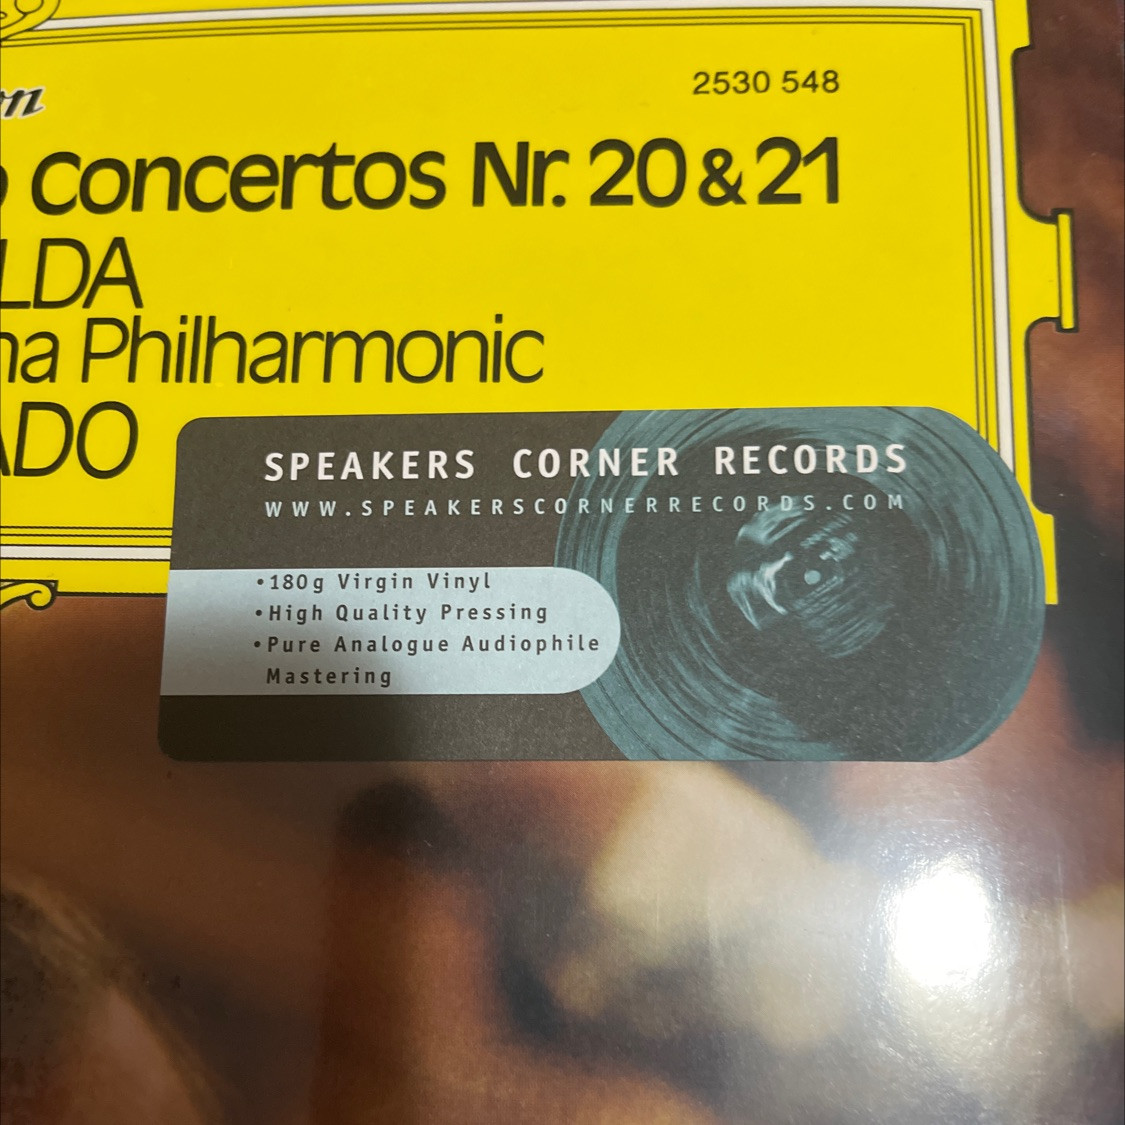 on
2530 548
o Concertos Nr. 20 & 21
LDA
na Philharmonic
ADO
SPEAKERS CORNER RECORDS
WWW.SPEAKERSCORNERRECORDS.COM
•180g Virgin Vinyl
•High Quality Pressing
•Pure Analogue Audiophile
Mastering